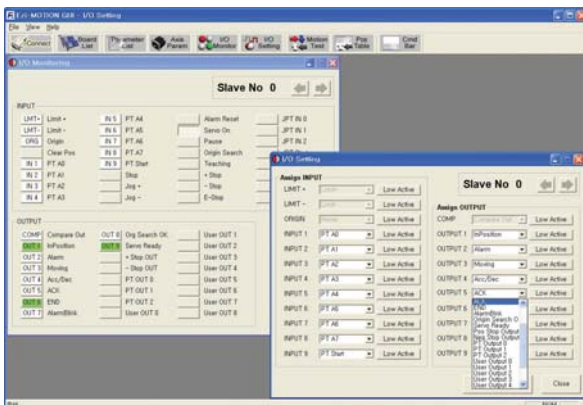 Ezi-MOTION GUI - I/O Setting
File View Help
Connect Board List Parameter List Axis Param I/O Monitor I/O Setting Motion Test Pos Table Cmd Bar
I/O Monitoring
Slave No 0
INPUT
LMT+ Limit + IN 5 PT A4 Alarm Reset JPT IN 0
LMT- Limit - IN 6 PT A5 Servo On JPT IN 1
ORG Origin IN 7 PT A6 Pause JPT IN 2
Clear Pos IN 8 PT A7 Origin Search
IN 1 PT A0 IN 9 PT Start Teaching
IN 2 PT A1 Stop + Stop
IN 3 PT A2 Jog + - Stop
IN 4 PT A3 Jog - E-Stop
OUTPUT
COMP Compare Out OUT 8 Org Search OK User OUT 1
OUT 1 InPosition OUT 9 Servo Ready User OUT 2
OUT 2 Alarm + Stop OUT User OUT 3
OUT 3 Moving - Stop OUT User OUT 4
OUT 4 Acc/Dec PT OUT 0 User OUT 5
OUT 5 ACK PT OUT 1 User OUT 6
OUT 6 END PT OUT 2 User OUT 7
OUT 7 AlarmBlink User OUT 0 User OUT 8
I/O Setting
Slave No 0
Assign INPUT
LIMIT + Low Active
LIMIT - Low Active
ORIGIN Low Active
INPUT 1 PT A0 Low Active
INPUT 2 PT A1 Low Active
INPUT 3 PT A2 Low Active
INPUT 4 PT A3 Low Active
INPUT 5 PT A4 Low Active
INPUT 6 PT A5 Low Active
INPUT 7 PT A6 Low Active
INPUT 8 PT A7 Low Active
INPUT 9 PT Start Low Active
Assign OUTPUT
COMP Compare Out Low Active
OUTPUT 1 InPosition Low Active
OUTPUT 2 Alarm Low Active
OUTPUT 3 Moving Low Active
OUTPUT 4 Acc/Dec Low Active
OUTPUT 5 ACK Low Active
OUTPUT 6 Low Active
OUTPUT 7 Low Active
OUTPUT 8 Low Active
OUTPUT 9 Low Active
ACK
END
AlarmBlink
Origin Search O
Servo Ready
Pos Stop Output
Neg Stop Output
PT Output 0
PT Output 1
PT Output 2
User Output 0
User Output 1
User Output 2
User Output 3
User Output 4
Close
NUM